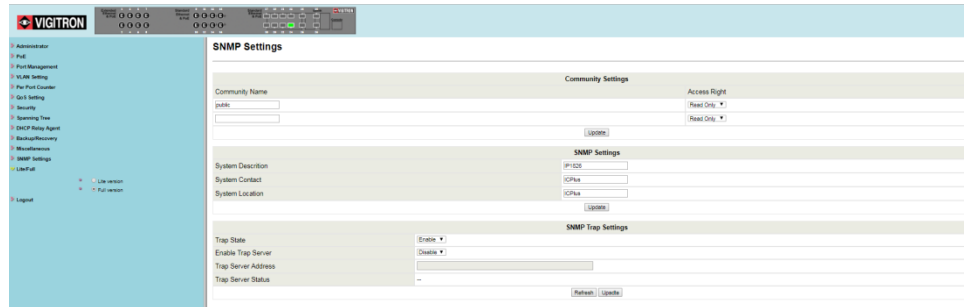 VIGITRON
SNMP Settings
Administrator
PoE
Port Management
VLAN Setting
Per Port Counter
QoS Setting
Security
Spanning Tree
DHCP Relay Agent
Backup/Recovery
Miscellaneous
SNMP Settings
Lite/Full
Lite version
Full version
Logout
Community Settings
Community Name Access Right
public Read Only
Read Only
Update
SNMP Settings
System Descrition IP1826
System Contact ICPlus
System Location ICPlus
Update
SNMP Trap Settings
Trap State Enable
Enable Trap Server Disable
Trap Server Address
Trap Server Status --
Refresh Upadte